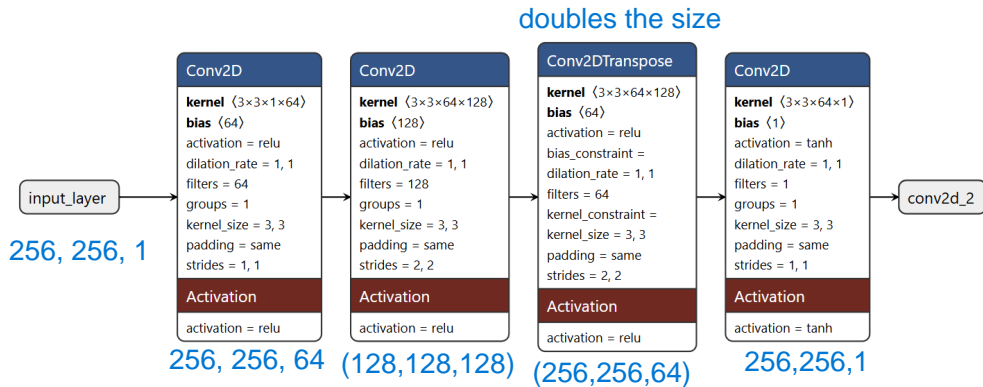 doubles the size
input_layer
256, 256, 1
Conv2D
kernel ⟨3×3×1×64⟩
bias ⟨64⟩
activation = relu
dilation_rate = 1, 1
filters = 64
groups = 1
kernel_size = 3, 3
padding = same
strides = 1, 1
Activation
activation = relu
256, 256, 64
Conv2D
kernel ⟨3×3×64×128⟩
bias ⟨128⟩
activation = relu
dilation_rate = 1, 1
filters = 128
groups = 1
kernel_size = 3, 3
padding = same
strides = 2, 2
Activation
activation = relu
(128,128,128)
Conv2DTranspose
kernel ⟨3×3×64×128⟩
bias ⟨64⟩
activation = relu
bias_constraint =
dilation_rate = 1, 1
filters = 64
kernel_constraint =
kernel_size = 3, 3
padding = same
strides = 2, 2
Activation
activation = relu
(256,256,64)
Conv2D
kernel ⟨3×3×64×1⟩
bias ⟨1⟩
activation = tanh
dilation_rate = 1, 1
filters = 1
groups = 1
kernel_size = 3, 3
padding = same
strides = 1, 1
Activation
activation = tanh
256,256,1
conv2d_2